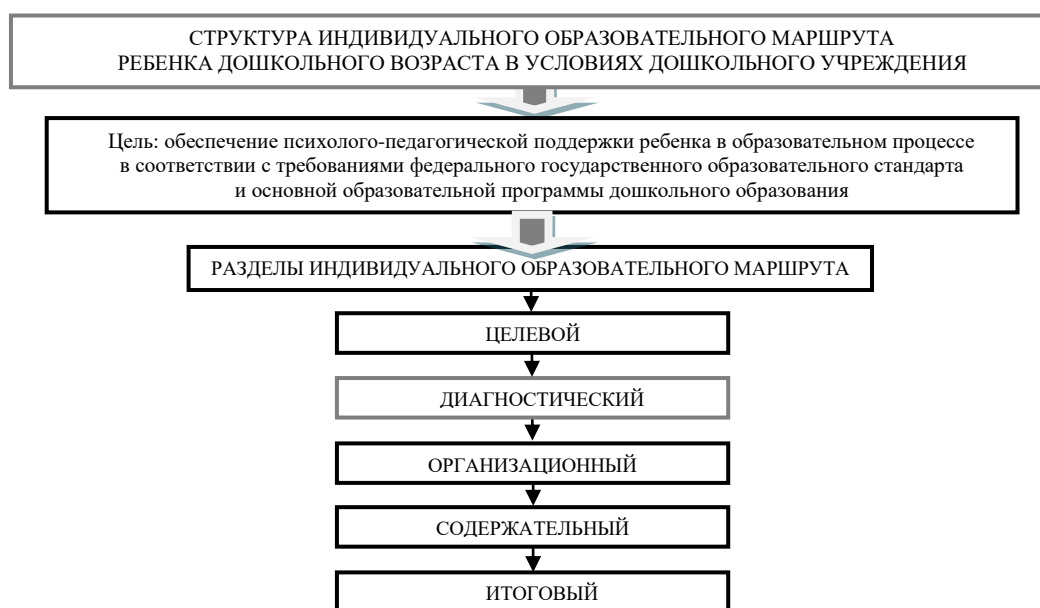 СТРУКТУРА ИНДИВИДУАЛЬНОГО ОБРАЗОВАТЕЛЬНОГО МАРШРУТА
РЕБЕНКА ДОШКОЛЬНОГО ВОЗРАСТА В УСЛОВИЯХ ДОШКОЛЬНОГО УЧРЕЖДЕНИЯ
Цель: обеспечение психолого-педагогической поддержки ребенка в образовательном процессе
в соответствии с требованиями федерального государственного образовательного стандарта
и основной образовательной программы дошкольного образования
РАЗДЕЛЫ ИНДИВИДУАЛЬНОГО ОБРАЗОВАТЕЛЬНОГО МАРШРУТА
ЦЕЛЕВОЙ
ДИАГНОСТИЧЕСКИЙ
ОРГАНИЗАЦИОННЫЙ
СОДЕРЖАТЕЛЬНЫЙ
ИТОГОВЫЙ